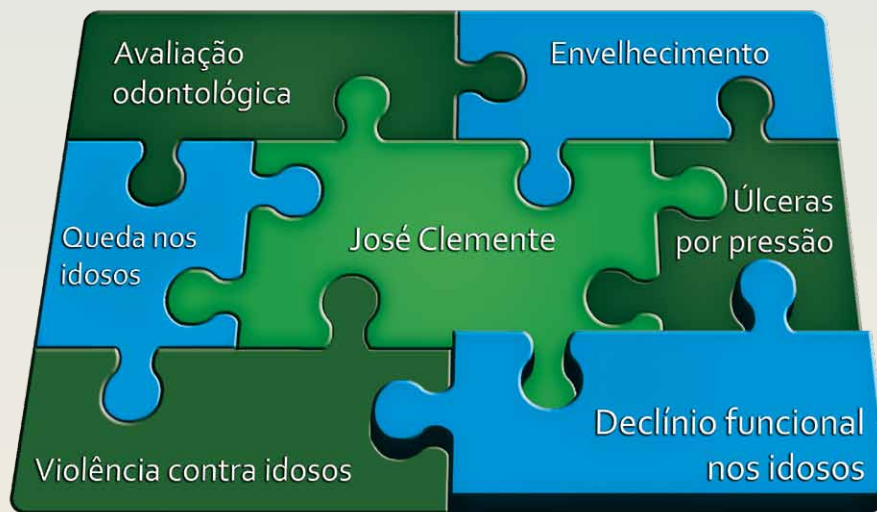 Avaliação
odontológica
Envelhecimento
Queda nos
idosos
José Clemente
Úlceras
por pressão
Violência contra idosos
Declínio funcional
nos idosos